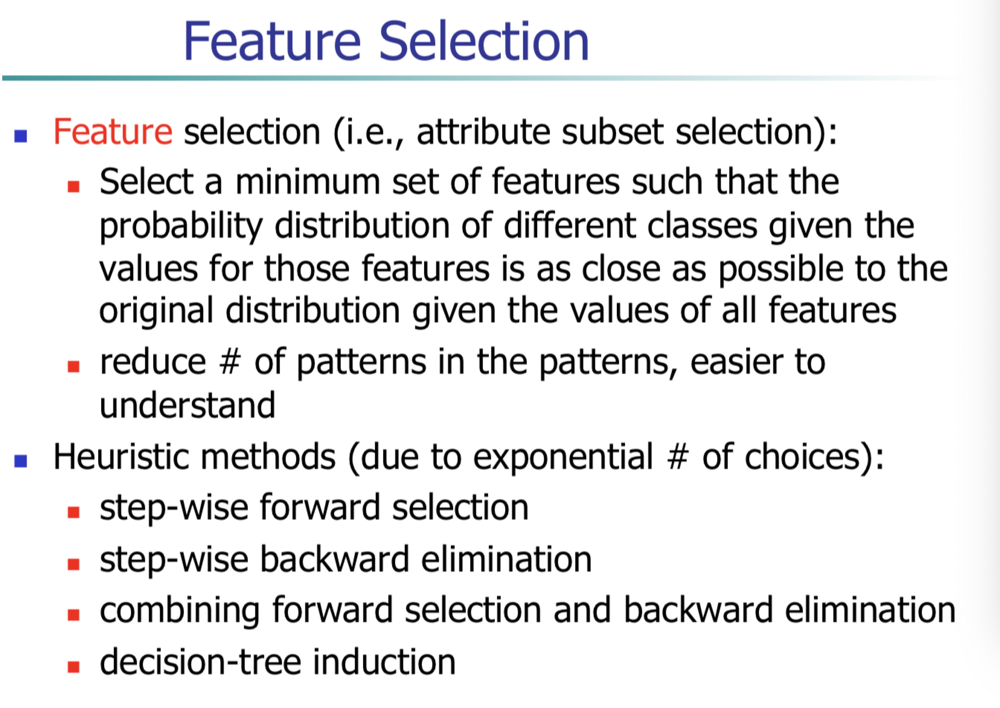 Feature Selection
Feature selection (i.e., attribute subset selection):
Select a minimum set of features such that the
probability distribution of different classes given the
values for those features is as close as possible to the
original distribution given the values of all features
reduce # of patterns in the patterns, easier to
understand
Heuristic methods (due to exponential # of choices):
step-wise forward selection
step-wise backward elimination
combining forward selection and backward elimination
decision-tree induction